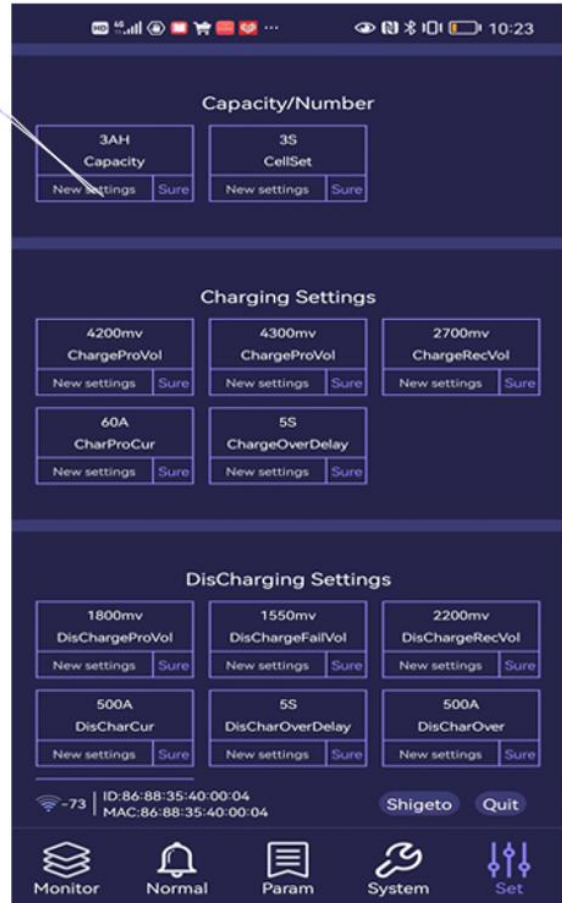 HD 4G 10:23
Capacity/Number
3AH 3S
Capacity CellSet
New settings Sure New settings Sure
Charging Settings
4200mv 4300mv 2700mv
ChargeProVol ChargeProVol ChargeRecVol
New settings Sure New settings Sure New settings Sure
60A 5S
CharProCur ChargeOverDelay
New settings Sure New settings Sure
DisCharging Settings
1800mv 1550mv 2200mv
DisChargeProVol DisChargeFailVol DisChargeRecVol
New settings Sure New settings Sure New settings Sure
500A 5S 500A
DisCharCur DisCharOverDelay DisCharOver
New settings Sure New settings Sure New settings Sure
-73 ID:86:88:35:40:00:04 Shigeto Quit
MAC:86:88:35:40:00:04
Monitor Normal Param System Set